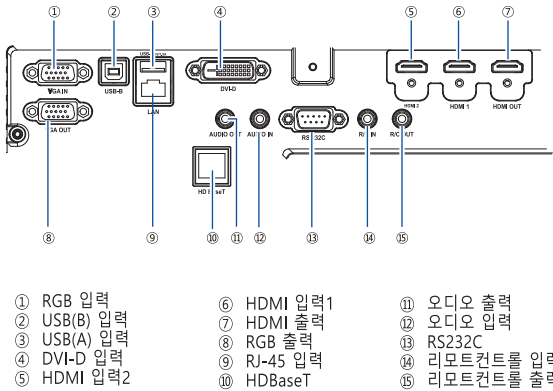 ① ② ③ ④ ⑤ ⑥ ⑦
VGA IN USB-B DVI-D HDMI 2 HDMI 1 HDMI OUT
LAN
AUDIO OUT AUDIO IN
HD BaseT
⑧ ⑨ ⑩ ⑪ ⑫ ⑬ ⑭ ⑮
① RGB 입력
② USB(B) 입력
③ USB(A) 입력
④ DVI-D 입력
⑤ HDMI 입력2
⑥ HDMI 입력1
⑦ HDMI 출력
⑧ RGB 출력
⑨ RJ-45 입력
⑩ HDBaseT
⑪ 오디오 출력
⑫ 오디오 입력
⑬ RS232C
⑭ 리모트컨트롤 입력
⑮ 리모트컨트롤 출력